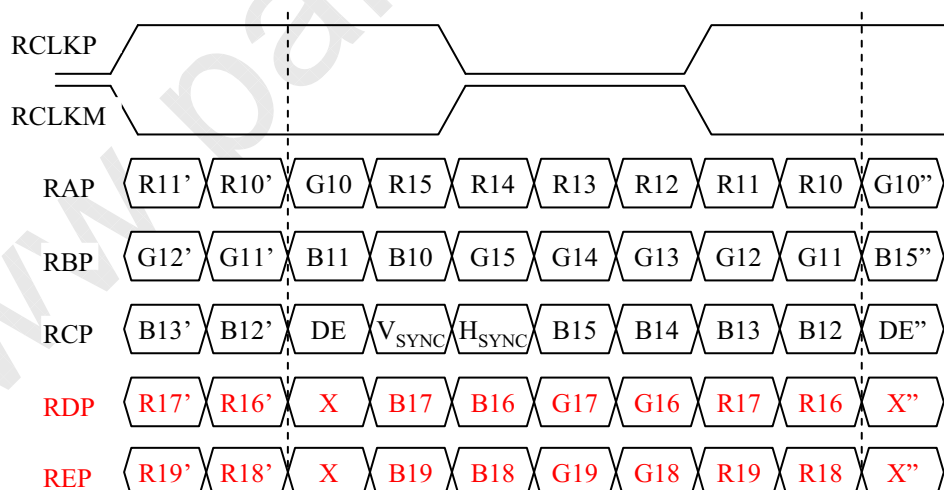 RCLKP
RCLKM
RAP R11’ R10’ G10 R15 R14 R13 R12 R11 R10 G10”
RBP G12’ G11’ B11 B10 G15 G14 G13 G12 G11 B15”
RCP B13’ B12’ DE VSYNC HSYNC B15 B14 B13 B12 DE”
RDP R17’ R16’ X B17 B16 G17 G16 R17 R16 X”
REP R19’ R18’ X B19 B18 G19 G18 R19 R18 X”